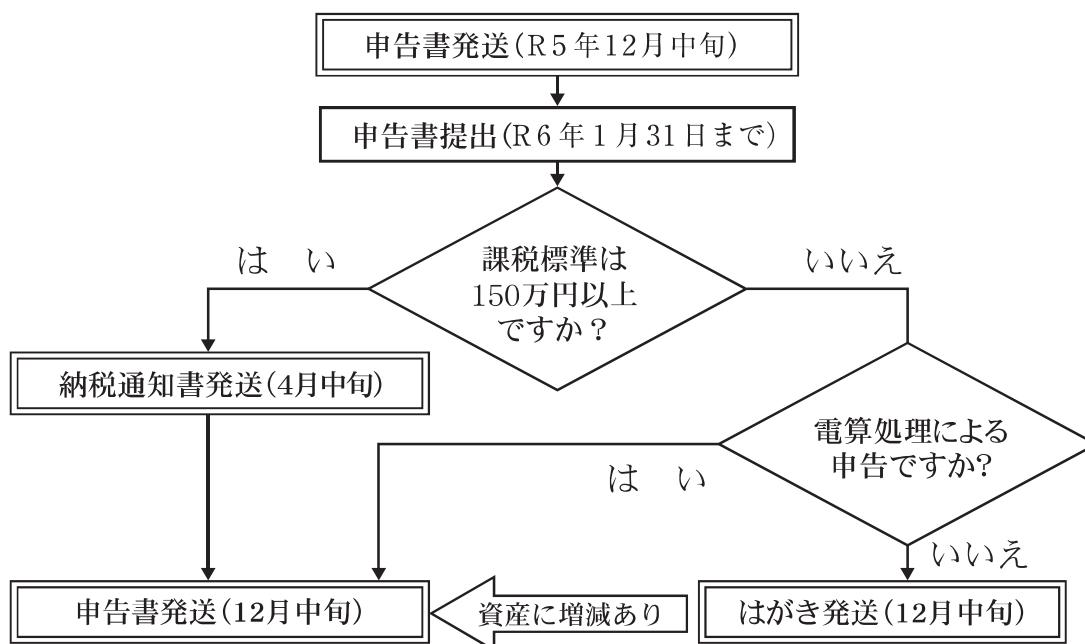 申告書発送(R5年12月中旬)
申告書提出(R6年1月31日まで)
課税標準は
150万円以上
ですか?
は い
いいえ
納税通知書発送(4月中旬)
電算処理による
申告ですか?
は い
いいえ
申告書発送(12月中旬)
資産に増減あり
はがき発送(12月中旬)